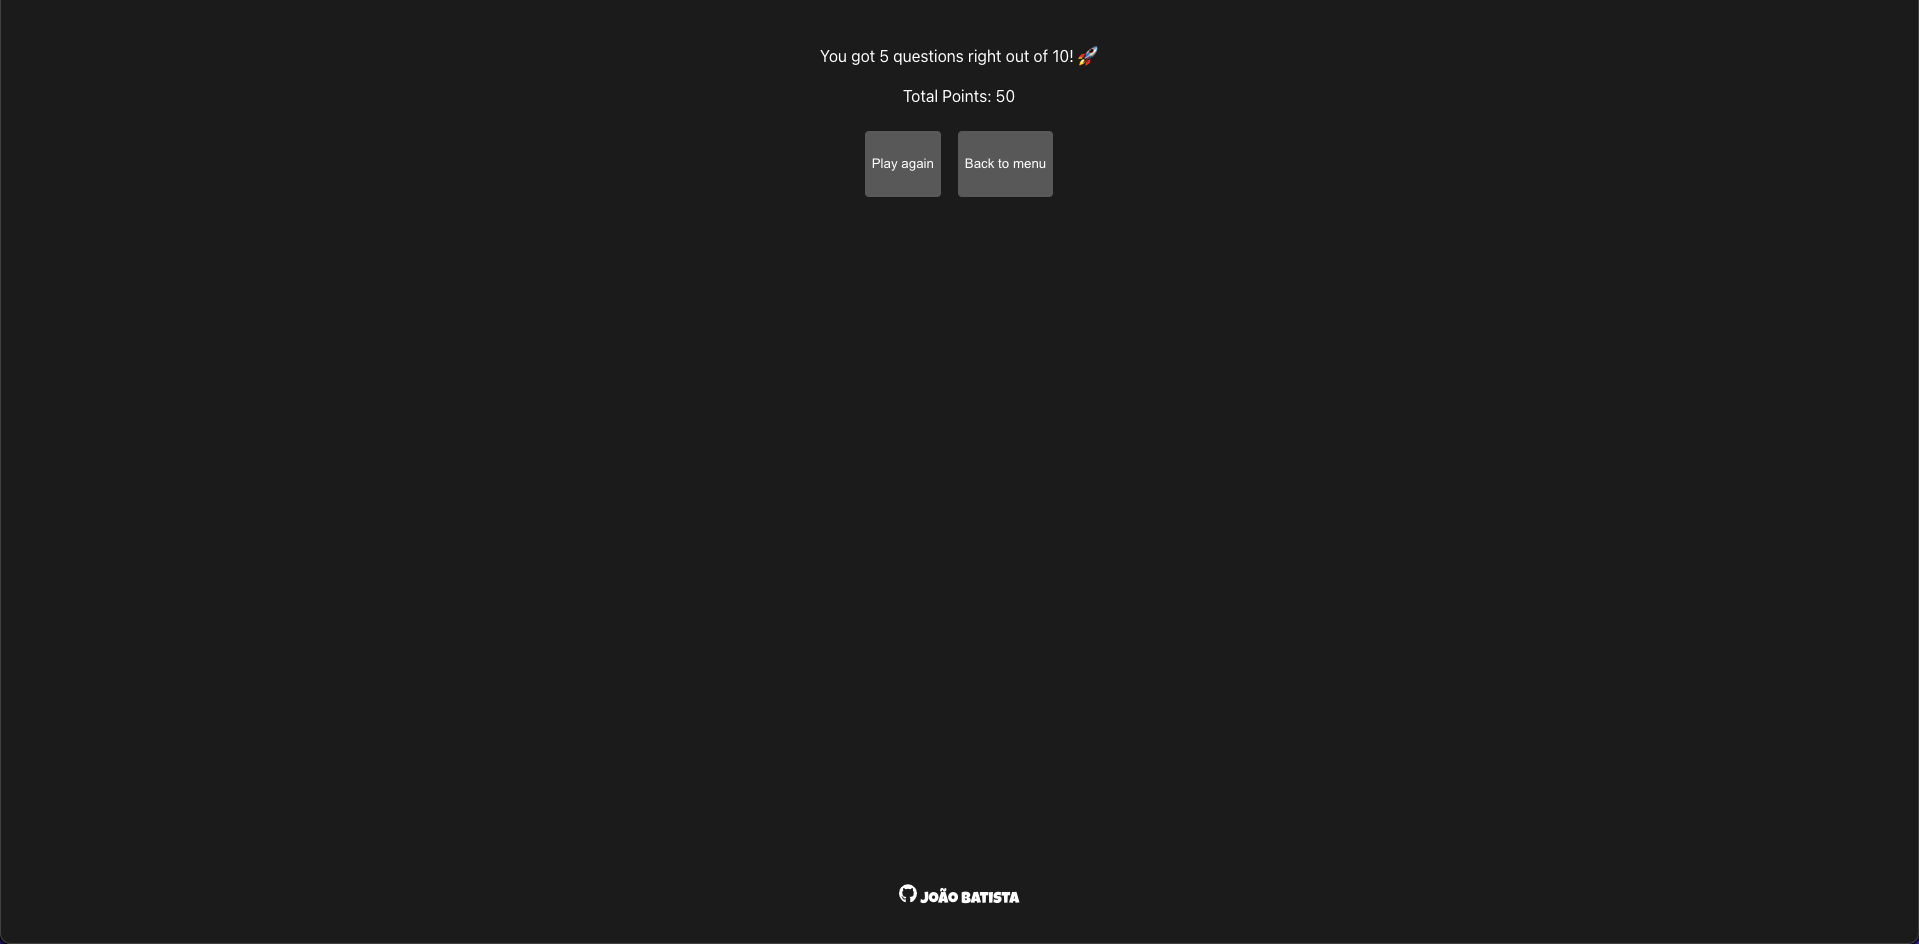 You got 5 questions right out of 10! 🚀
Total Points: 50
Play again
Back to menu
JOÃO BATISTA